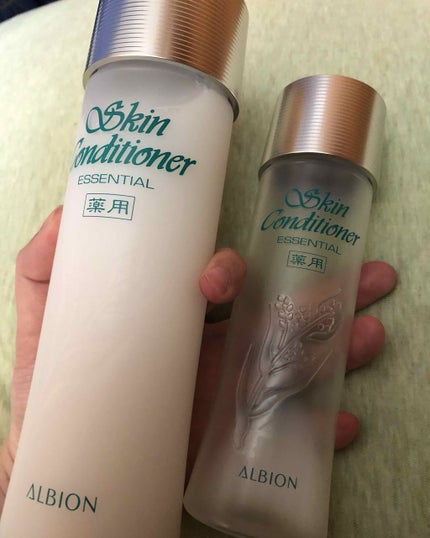 Skin
Conditioner
ESSENTIAL
薬用
ALBION
Skin
Conditioner
ESSENTIAL
薬用
ALBION